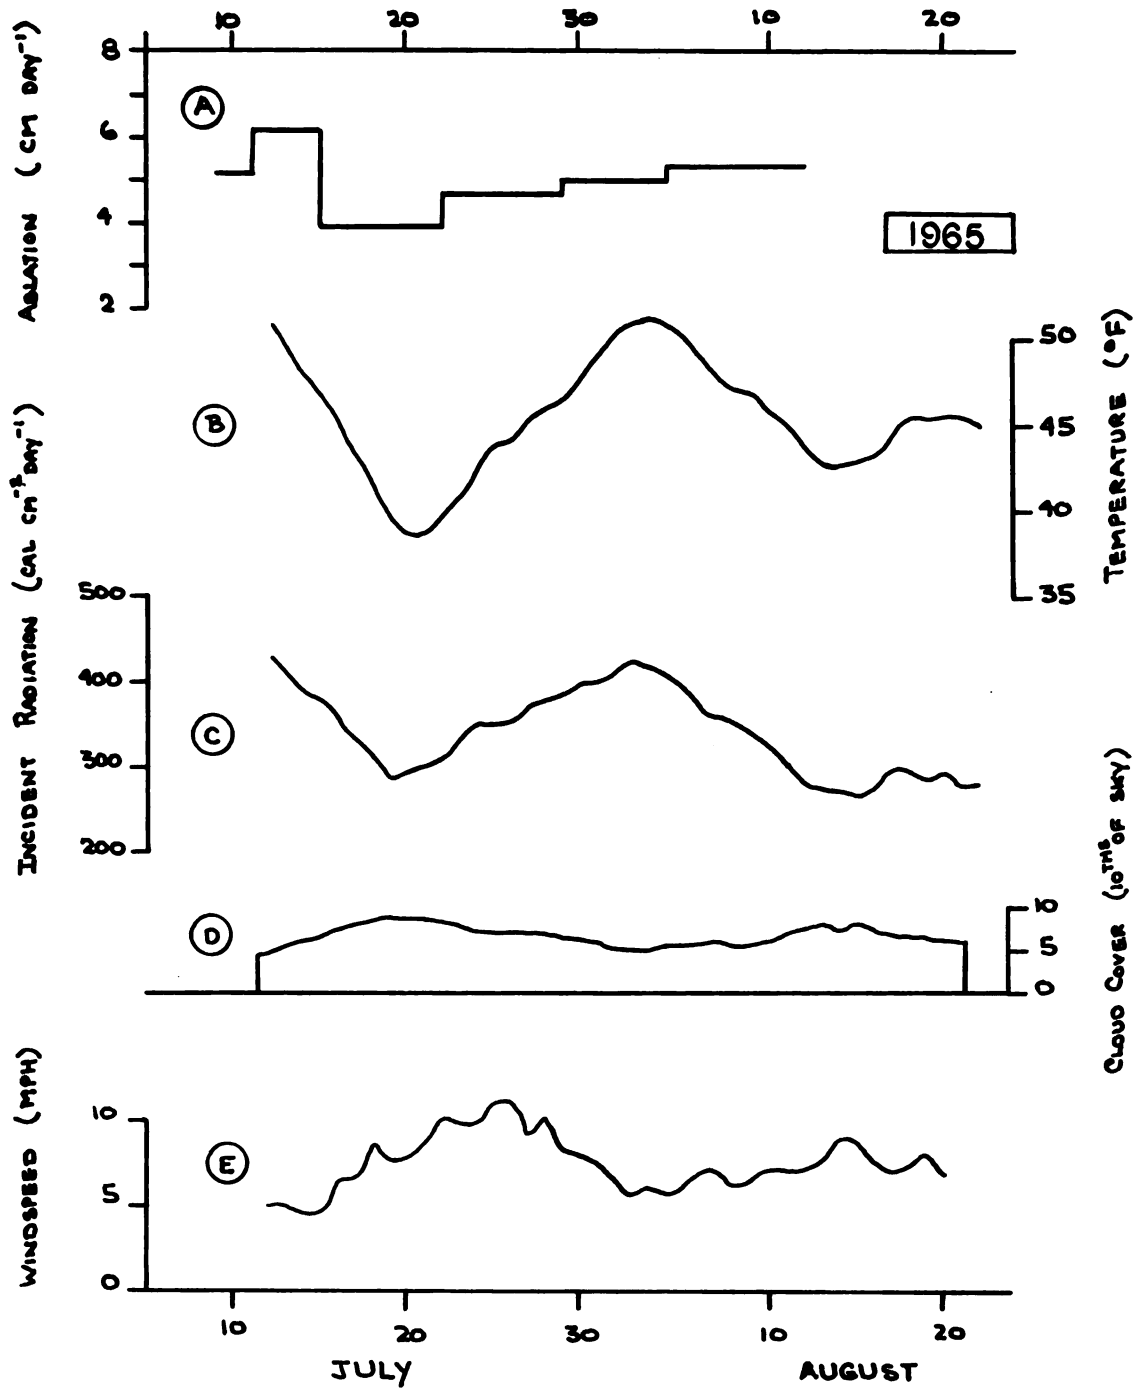 10 20 30 10 20
ABLATION (CM DAY⁻¹)
8
6
4
2
A
1965
B
TEMPERATURE (°F)
50
45
40
35
INCIDENT RADIATION (CAL CM⁻² DAY⁻¹)
500
400
300
200
C
D
CLOUD COVER (10THS OF SKY)
10
5
0
WINDSPEED (MPH)
10
5
0
E
10 20 30 10 20
JULY AUGUST